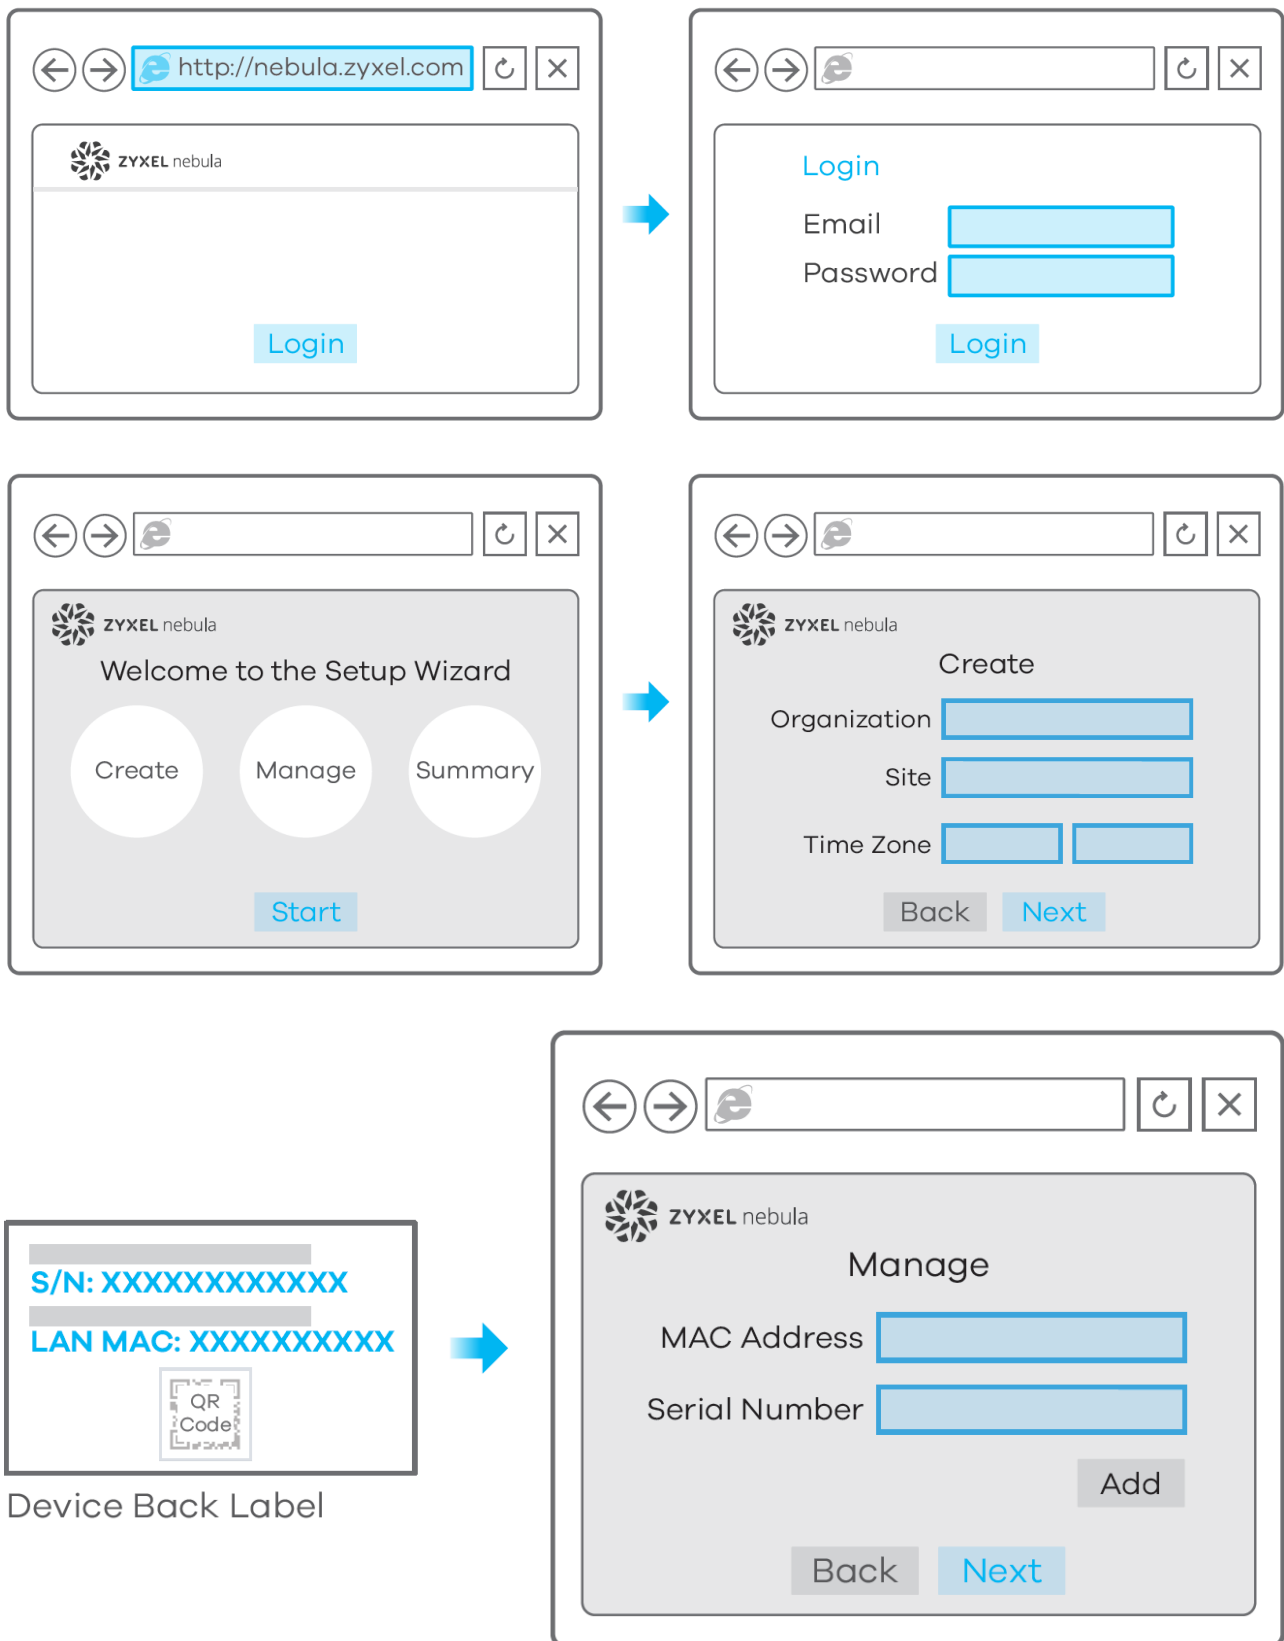 http://nebula.zyxel.com
ZYXEL nebula
Login
Login
Email
Password
Login
ZYXEL nebula
Welcome to the Setup Wizard
Create Manage Summary
Start
ZYXEL nebula
Create
Organization
Site
Time Zone
Back Next
S/N: XXXXXXXXXXXX
LAN MAC: XXXXXXXXXX
QR
Code
Device Back Label
ZYXEL nebula
Manage
MAC Address
Serial Number
Add
Back Next